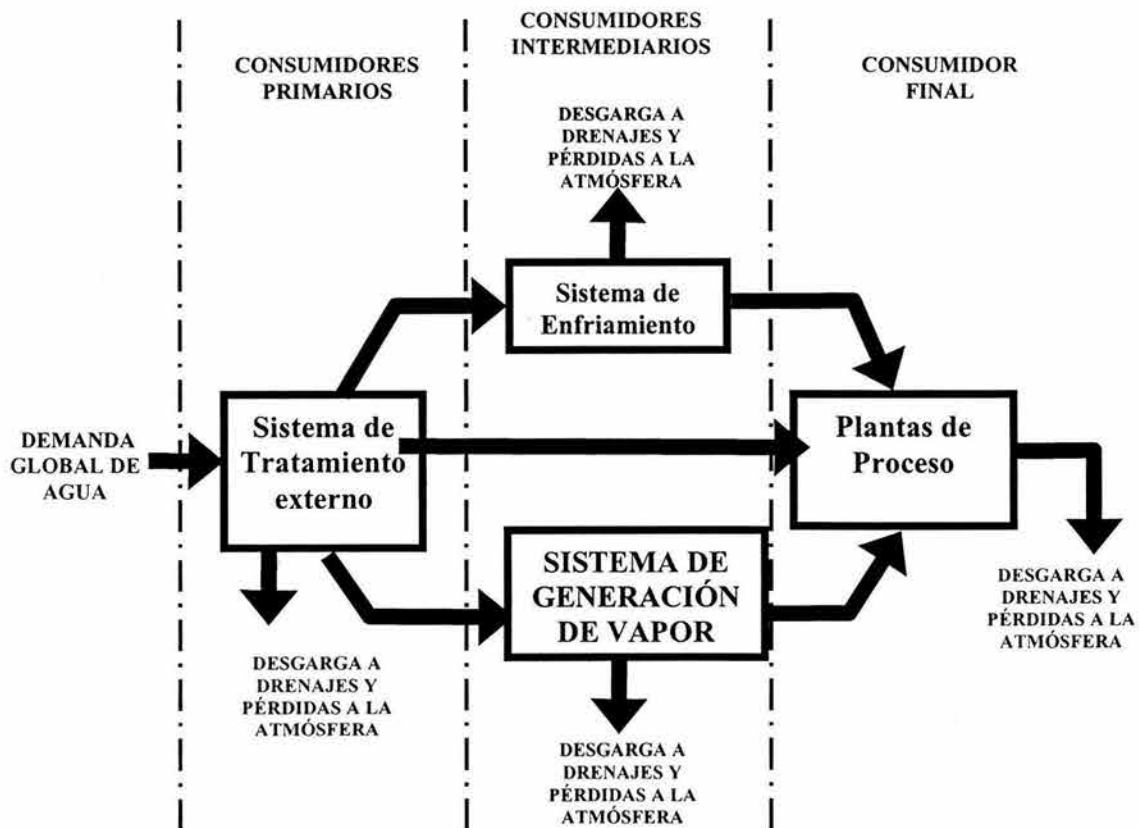 CONSUMIDORES
PRIMARIOS
CONSUMIDORES
INTERMEDIARIOS
CONSUMIDOR
FINAL
DESGARGA A
DRENAJES Y
PÉRDIDAS A LA
ATMÓSFERA
Sistema de
Enfriamiento
DEMANDA
GLOBAL DE
AGUA
Sistema de
Tratamiento
externo
Plantas de
Proceso
SISTEMA DE
GENERACIÓN
DE VAPOR
DESGARGA A
DRENAJES Y
PÉRDIDAS A LA
ATMÓSFERA
DESGARGA A
DRENAJES Y
PÉRDIDAS A LA
ATMÓSFERA
DESGARGA A
DRENAJES Y
PÉRDIDAS A LA
ATMÓSFERA